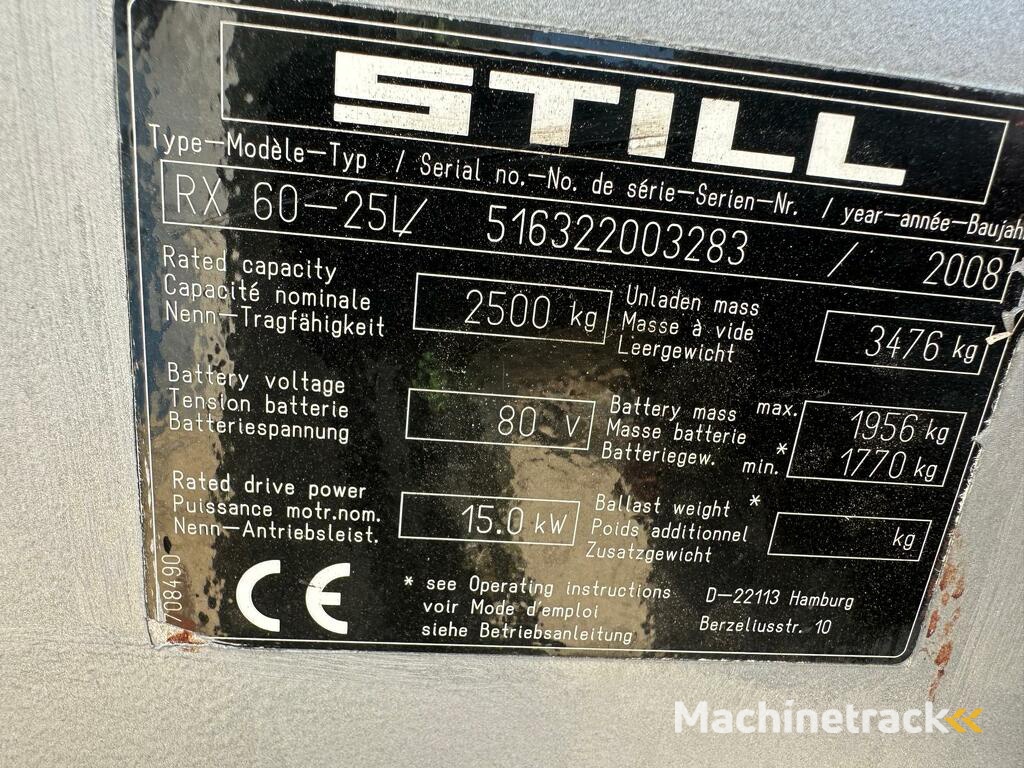 STILL
Type-Modèle-Typ / Serial no.-No. de série-Serien-Nr. / year-année-Baujahr
RX 60-25L/ 516322003283 / 2008
Rated capacity
Capacité nominale
Nenn-Tragfähigkeit
2500 kg
Unladen mass
Masse à vide
Leergewicht
3476 kg
Battery voltage
Tension batterie
Batteriespannung
80 V
Battery mass max.
Masse batterie *
Batteriegew. min.
1956 kg
1770 kg
Rated drive power
Puissance motr.nom.
Nenn-Antriebsleist.
15.0 kW
Ballast weight *
Poids additionnel
Zusatzgewicht
kg
CE
* see Operating instructions
voir Mode d'emploi
siehe Betriebsanleitung
D-22113 Hamburg
Berzeliusstr. 10
708490
Machinetrack